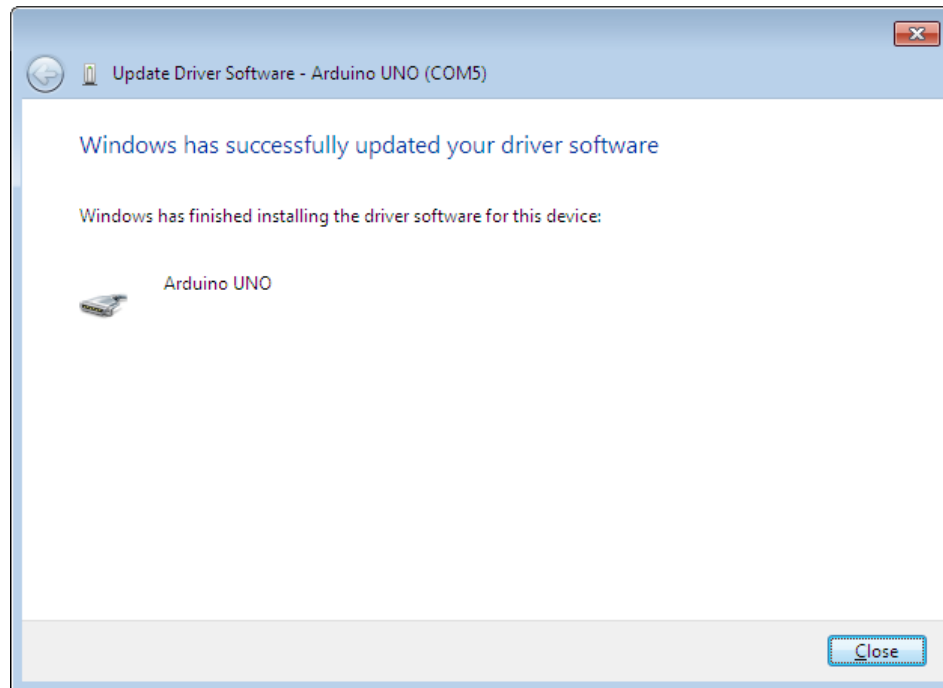 Update Driver Software - Arduino UNO (COM5)
Windows has successfully updated your driver software
Windows has finished installing the driver software for this device:
Arduino UNO
Close